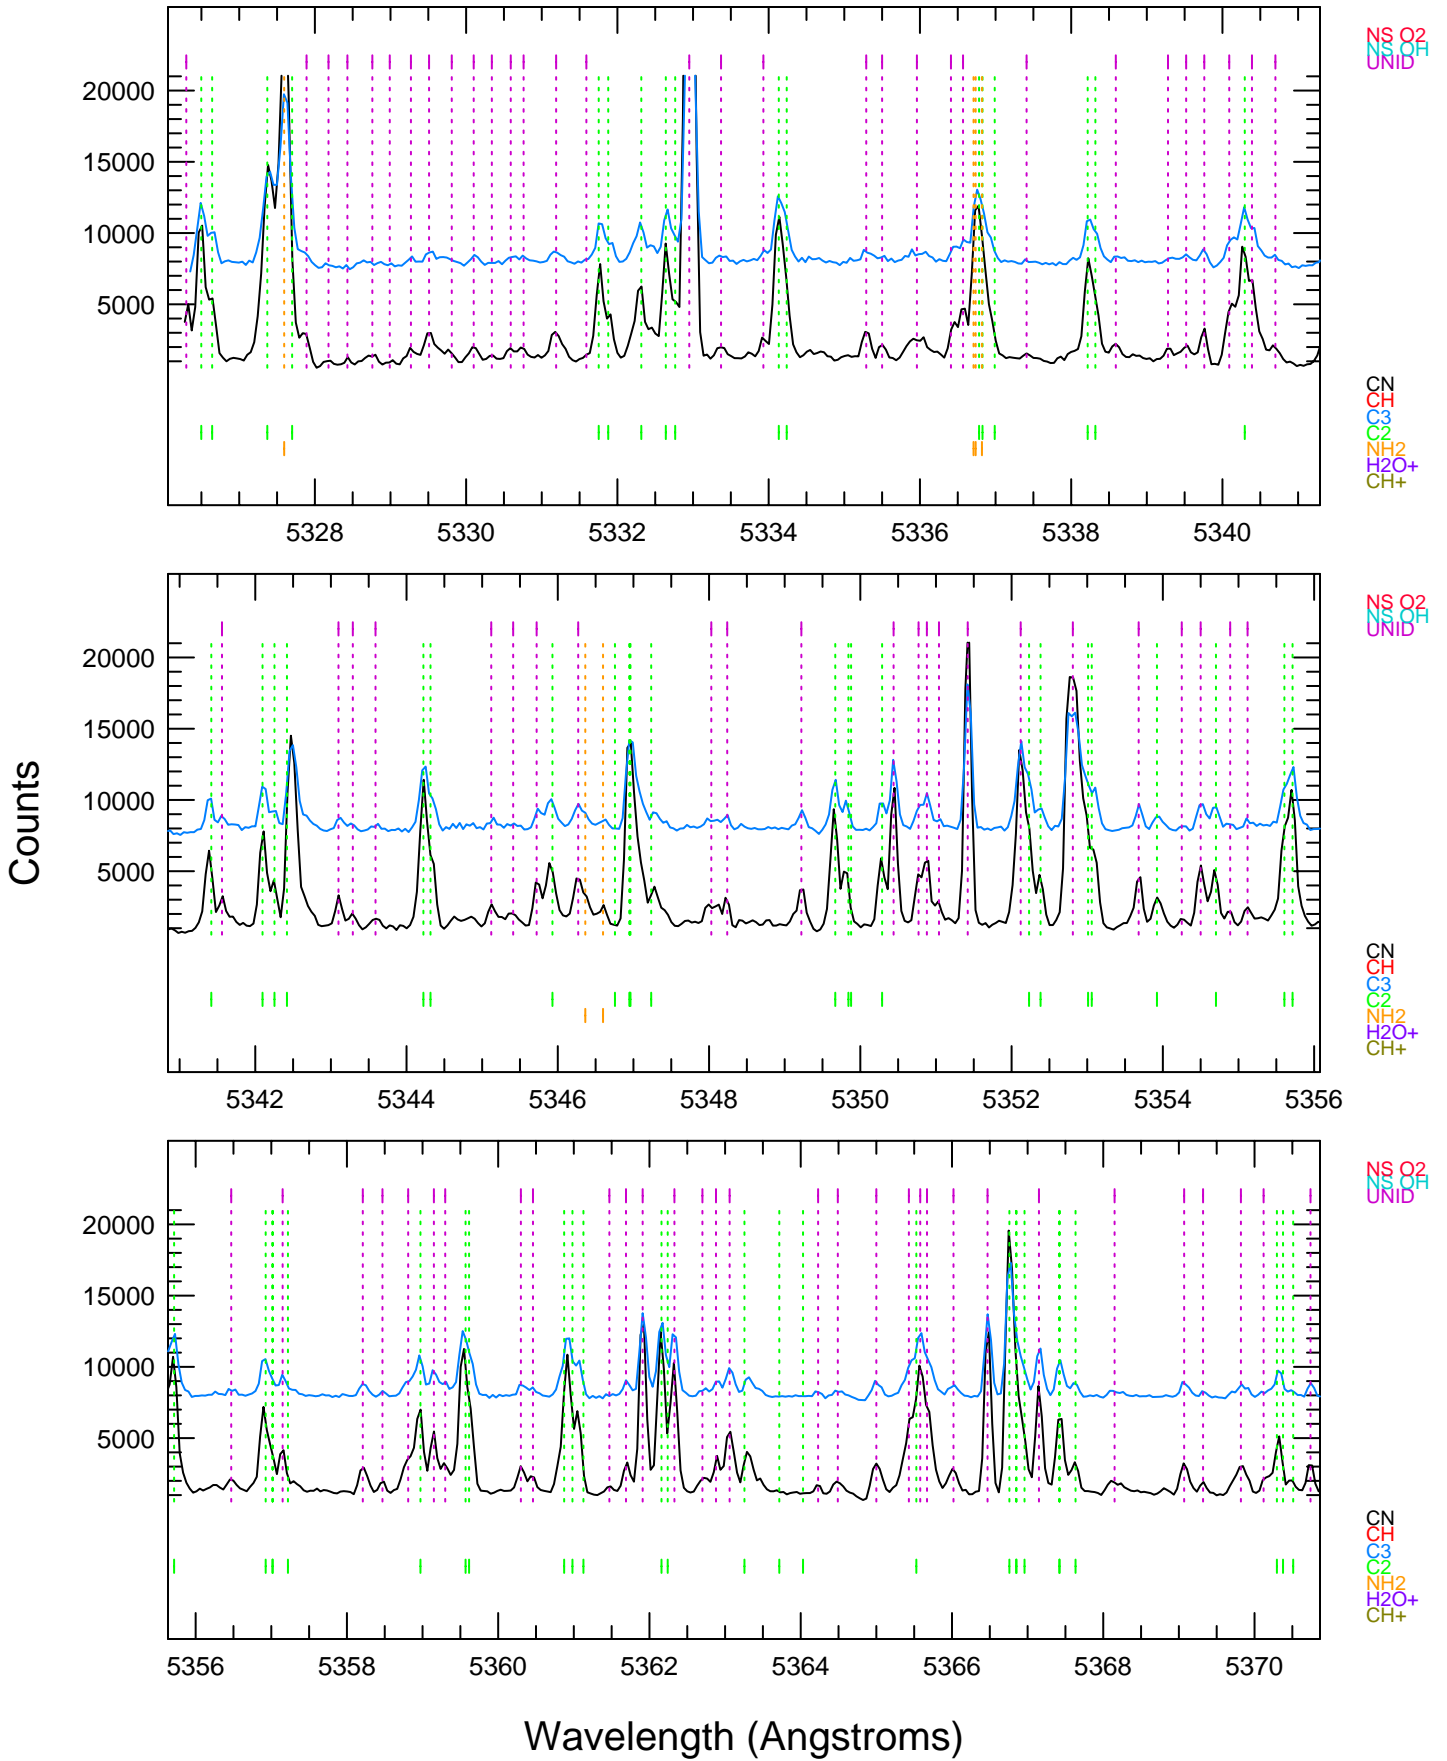 NS O2
NS OH
UNID
20000
15000
10000
5000
CN
CH
C3
C2
NH2
H2O+
CH+
5328 5330 5332 5334 5336 5338 5340
NS O2
NS OH
UNID
20000
15000
10000
5000
Counts
CN
CH
C3
C2
NH2
H2O+
CH+
5342 5344 5346 5348 5350 5352 5354 5356
NS O2
NS OH
UNID
20000
15000
10000
5000
CN
CH
C3
C2
NH2
H2O+
CH+
5356 5358 5360 5362 5364 5366 5368 5370
Wavelength (Angstroms)